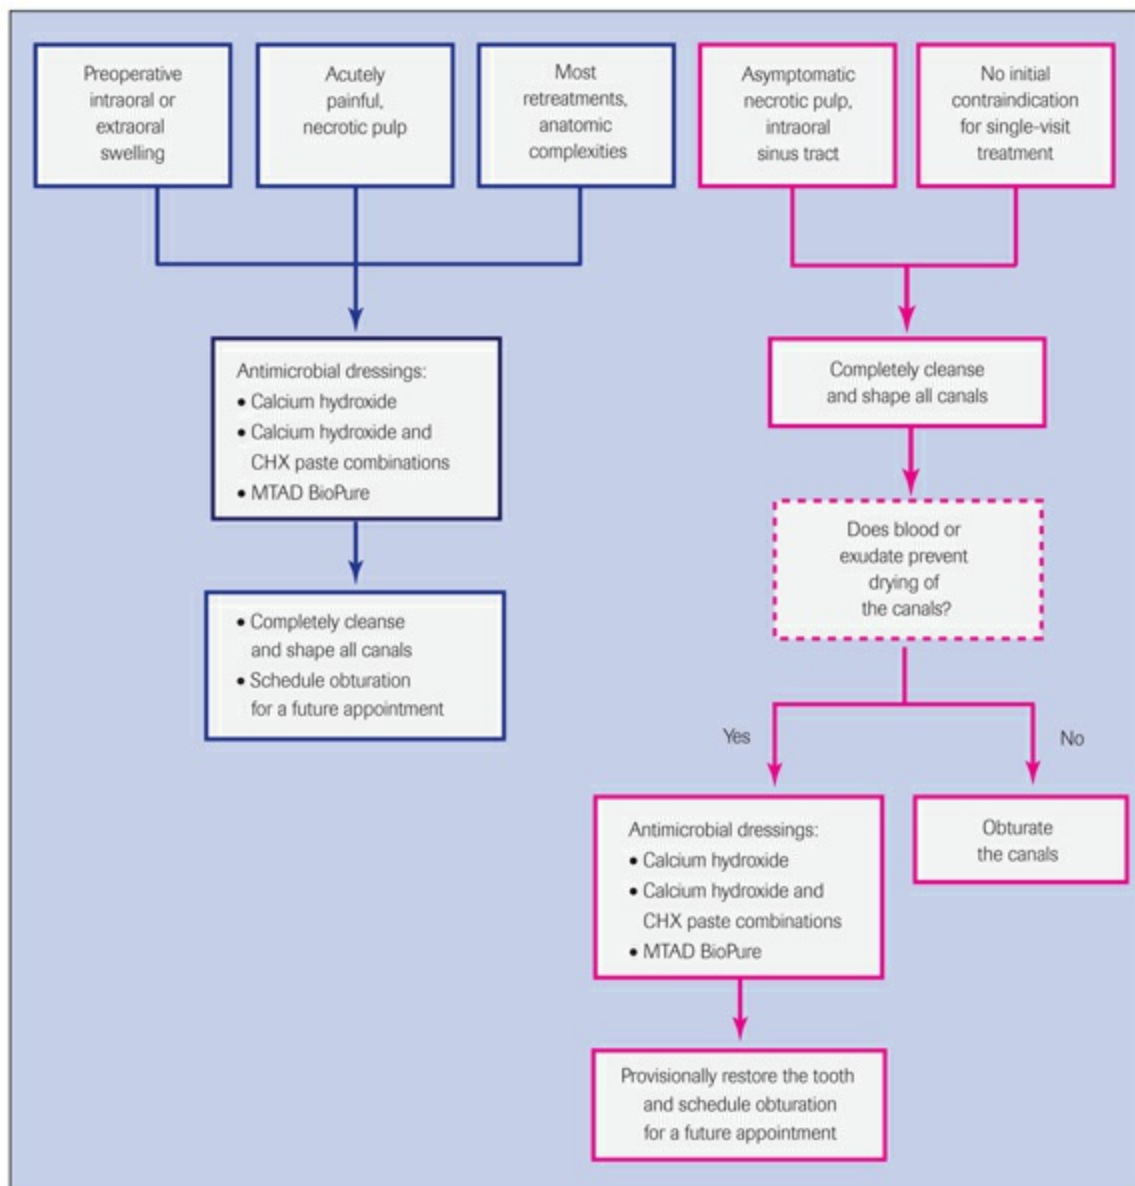 Preoperative
intraoral or
extraoral
swelling
Acutely
painful,
necrotic pulp
Most
retreatments,
anatomic
complexities
Asymptomatic
necrotic pulp,
intraoral
sinus tract
No initial
contraindication
for single-visit
treatment
Antimicrobial dressings:
• Calcium hydroxide
• Calcium hydroxide and
CHX paste combinations
• MTAD BioPure
• Completely cleanse
and shape all canals
• Schedule obturation
for a future appointment
Completely cleanse
and shape all canals
Does blood or
exudate prevent
drying of
the canals?
Yes
No
Antimicrobial dressings:
• Calcium hydroxide
• Calcium hydroxide and
CHX paste combinations
• MTAD BioPure
Obturate
the canals
Provisionally restore the tooth
and schedule obturation
for a future appointment